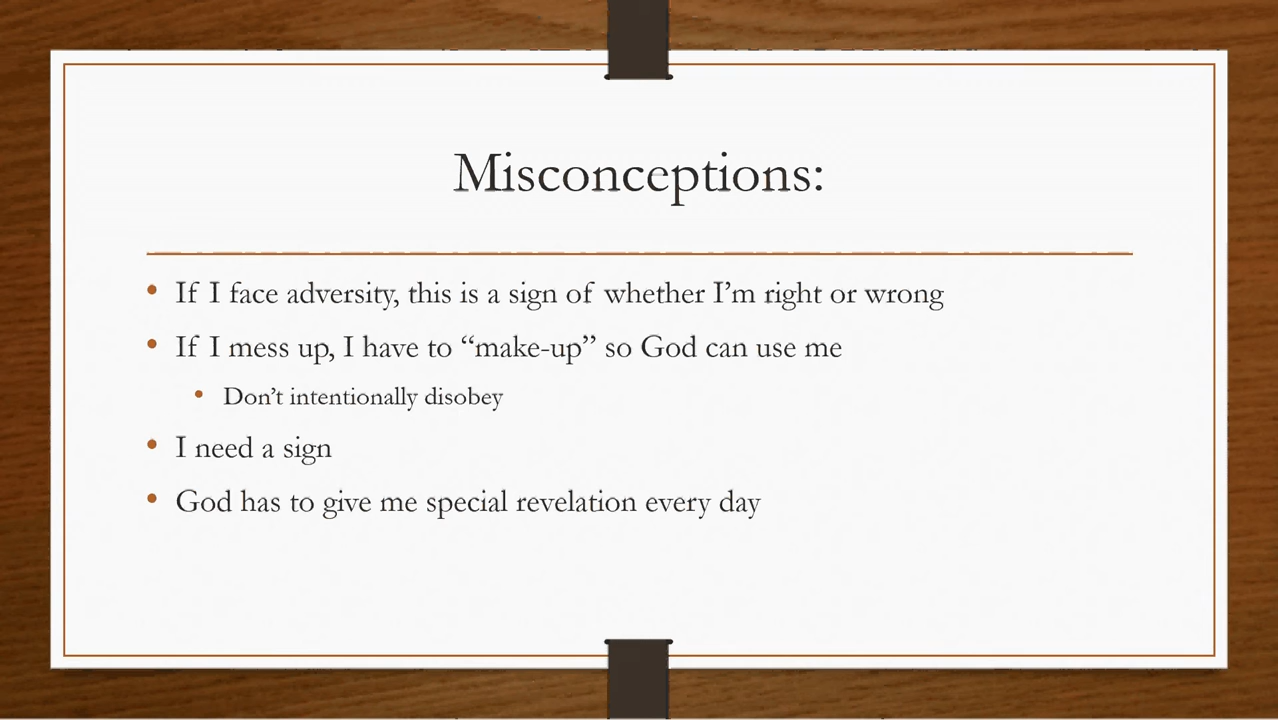 Misconceptions:
• If I face adversity, this is a sign of whether I’m right or wrong
• If I mess up, I have to “make-up” so God can use me
• Don’t intentionally disobey
• I need a sign
• God has to give me special revelation every day